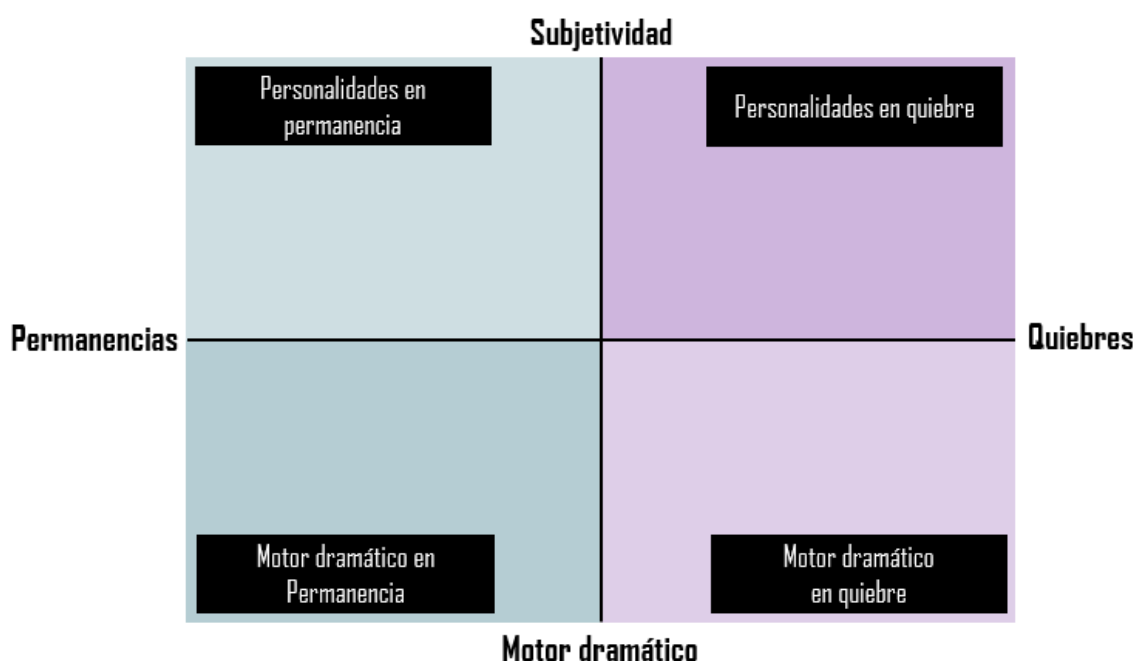 Subjetividad
Personalidades en
permanencia
Personalidades en quiebre
Permanencias
Quiebres
Motor dramático en
Permanencia
Motor dramático
en quiebre
Motor dramático